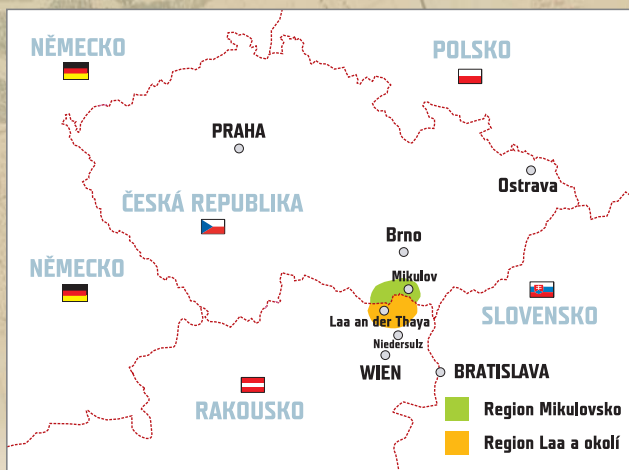 NĚMECKO
POLSKO
PRAHA
Ostrava
ČESKÁ REPUBLIKA
Brno
NĚMECKO
Mikulov
SLOVENSKO
Laa an der Thaya
Niedersulz
WIEN
BRATISLAVA
RAKOUSKO
Region Mikulovsko
Region Laa a okolí